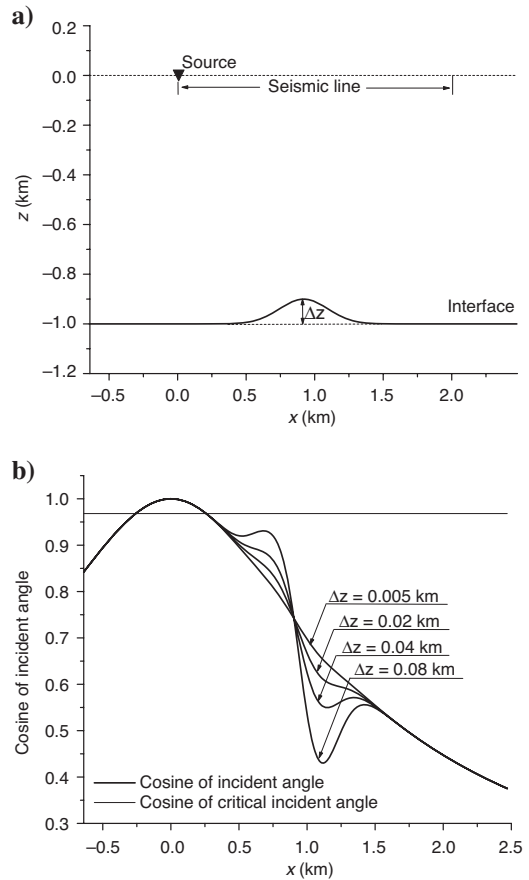 a)
0.2
Source
0.0
Seismic line
−0.2
z (km)
−0.4
−0.6
−0.8
Interface
Δz
−1.0
−1.2
−0.5 0.0 0.5 1.0 1.5 2.0
x (km)
b)
1.0
0.9
0.8
Cosine of incident angle
0.7
Δz = 0.005 km
Δz = 0.02 km
0.6
Δz = 0.04 km
Δz = 0.08 km
0.5
0.4
Cosine of incident angle
Cosine of critical incident angle
0.3
−0.5 0.0 0.5 1.0 1.5 2.0 2.5
x (km)